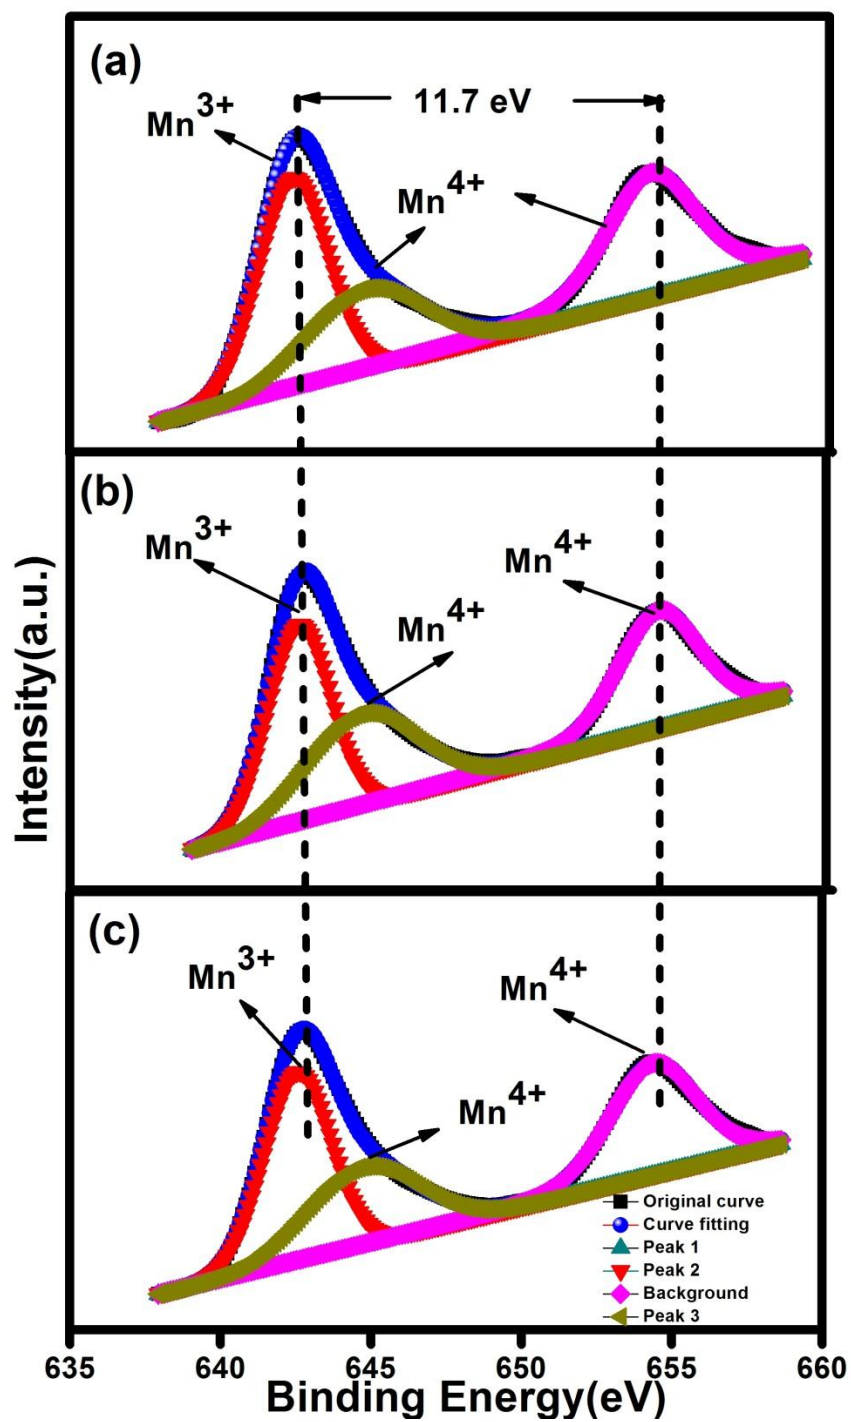 (a)
Mn3+
11.7 eV
Mn4+
(b)
Mn3+
Mn4+
Mn4+
(c)
Mn3+
Mn4+
Mn4+
Original curve
Curve fitting
Peak 1
Peak 2
Background
Peak 3
Intensity(a.u.)
635 640 645 650 655 660
Binding Energy(eV)